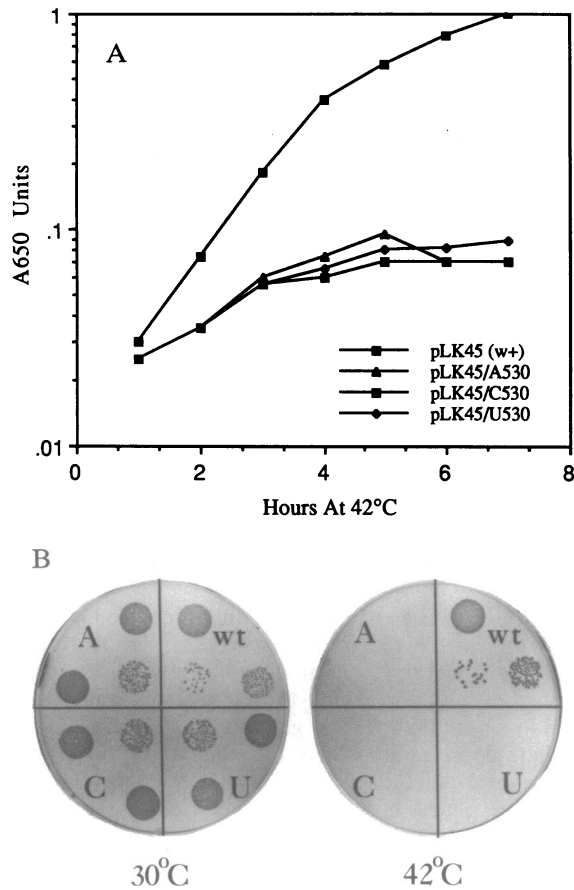 A
1
.1
.01
A650 Units
pLK45 (w+)
pLK45/A530
pLK45/C530
pLK45/U530
0 2 4 6 8
Hours At 42°C
B
A wt
C U
A wt
C U
30°C 42°C